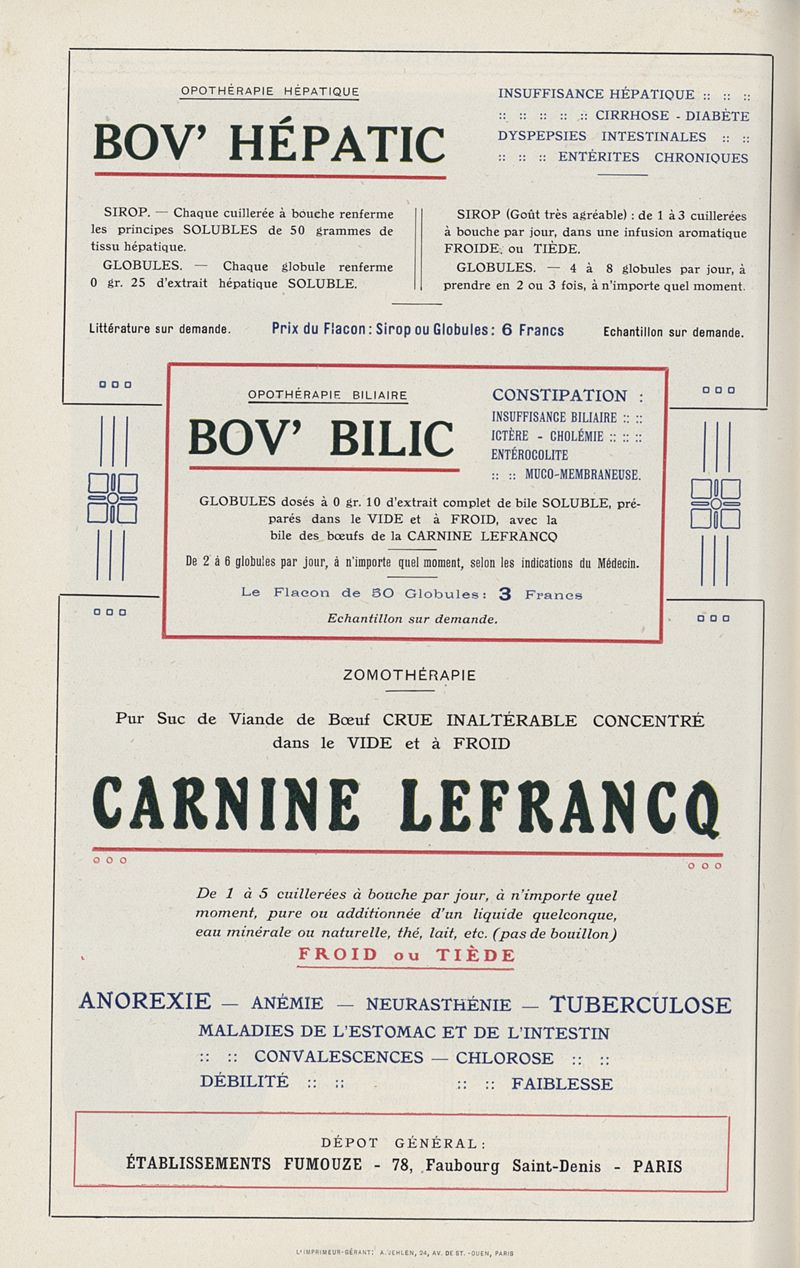 OPOTHÉRAPIE HÉPATIQUE
BOV' HÉPATIC
INSUFFISANCE HÉPATIQUE :: :: ::
:: :: :: :: :: CIRRHOSE - DIABÈTE
DYSPEPSIES INTESTINALES :: ::
:: :: :: ENTÉRITES CHRONIQUES
SIROP. — Chaque cuillerée à bouche renferme
les principes SOLUBLES de 50 grammes de
tissu hépatique.
GLOBULES. — Chaque globule renferme
0 gr. 25 d'extrait hépatique SOLUBLE.
SIROP (Goût très agréable) : de 1 à 3 cuillerées
à bouche par jour, dans une infusion aromatique
FROIDE, ou TIÈDE.
GLOBULES. — 4 à 8 globules par jour, à
prendre en 2 ou 3 fois, à n'importe quel moment.
Littérature sur demande. Prix du Flacon : Sirop ou Globules : 6 Francs Echantillon sur demande.
OPOTHÉRAPIE BILIAIRE
BOV' BILIC
CONSTIPATION :
INSUFFISANCE BILIAIRE :: ::
ICTÈRE - CHOLÉMIE :: :: ::
ENTÉROCOLITE
:: :: MUCO-MEMBRANEUSE.
GLOBULES dosés à 0 gr. 10 d'extrait complet de bile SOLUBLE, pré-
parés dans le VIDE et à FROID, avec la
bile des bœufs de la CARNINE LEFRANCQ
De 2 à 6 globules par jour, à n'importe quel moment, selon les indications du Médecin.
Le Flacon de 50 Globules : 3 Francs
Echantillon sur demande.
ZOMOTHÉRAPIE
Pur Suc de Viande de Bœuf CRUE INALTÉRABLE CONCENTRÉ
dans le VIDE et à FROID
CARNINE LEFRANCQ
De 1 à 5 cuillerées à bouche par jour, à n'importe quel
moment, pure ou additionnée d'un liquide quelconque,
eau minérale ou naturelle, thé, lait, etc. (pas de bouillon)
FROID ou TIÈDE
ANOREXIE — ANÉMIE — NEURASTHÉNIE — TUBERCULOSE
MALADIES DE L'ESTOMAC ET DE L'INTESTIN
:: :: CONVALESCENCES — CHLOROSE :: ::
DÉBILITÉ :: :: :: :: FAIBLESSE
DÉPOT GÉNÉRAL :
ÉTABLISSEMENTS FUMOUZE - 78, Faubourg Saint-Denis - PARIS
L'IMPRIMEUR-GÉRANT : A. JEHLEN, 24, AV. DE ST.-OUEN, PARIS